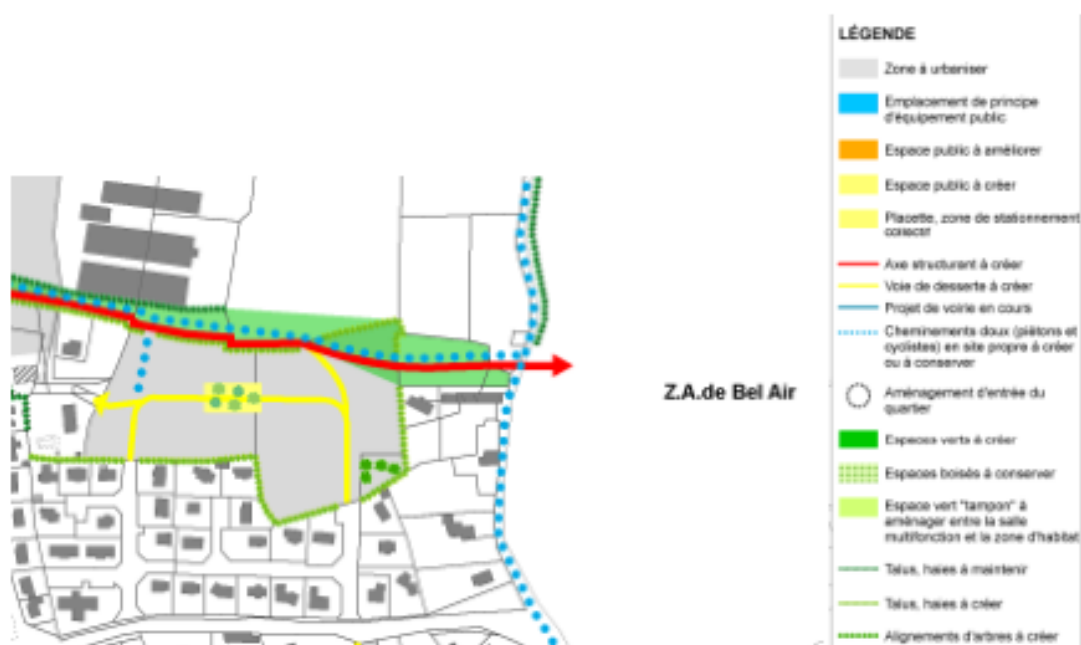 LÉGENDE
Zone à urbaniser
Emplacement de principe
d'équipement public
Espace public à améliorer
Espace public à créer
Placette, zone de stationnement
collectif
Axe structurant à créer
Voie de desserte à créer
Projet de voirie en cours
Cheminements doux (piétons et
cyclistes) en site propre à créer
ou à conserver
Z.A.de Bel Air
Aménagement d'entrée du
quartier
Espaces verts à créer
Espaces boisés à conserver
Espace vert "tampon" à
aménager entre la salle
multifonction et la zone d'habitat
Talus, haies à maintenir
Talus, haies à créer
Alignements d'arbres à créer